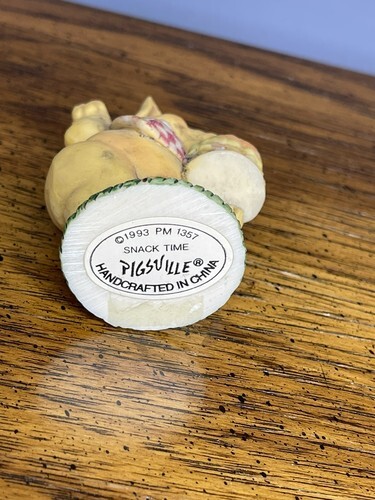 ©1993 PM 1357
SNACK TIME
PIGSVILLE®
HANDCRAFTED IN CHINA